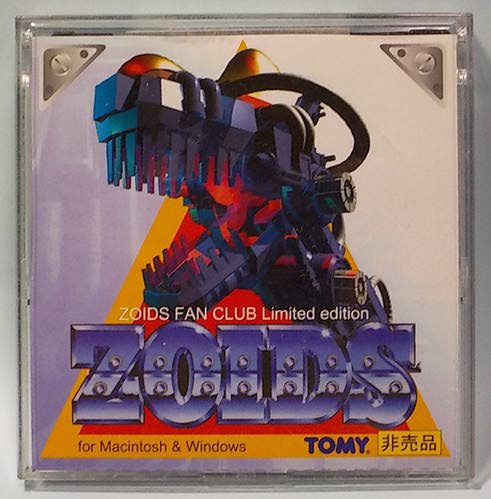 ZOIDS FAN CLUB Limited edition
ZOIDS
for Macintosh & Windows
TOMY. 非売品